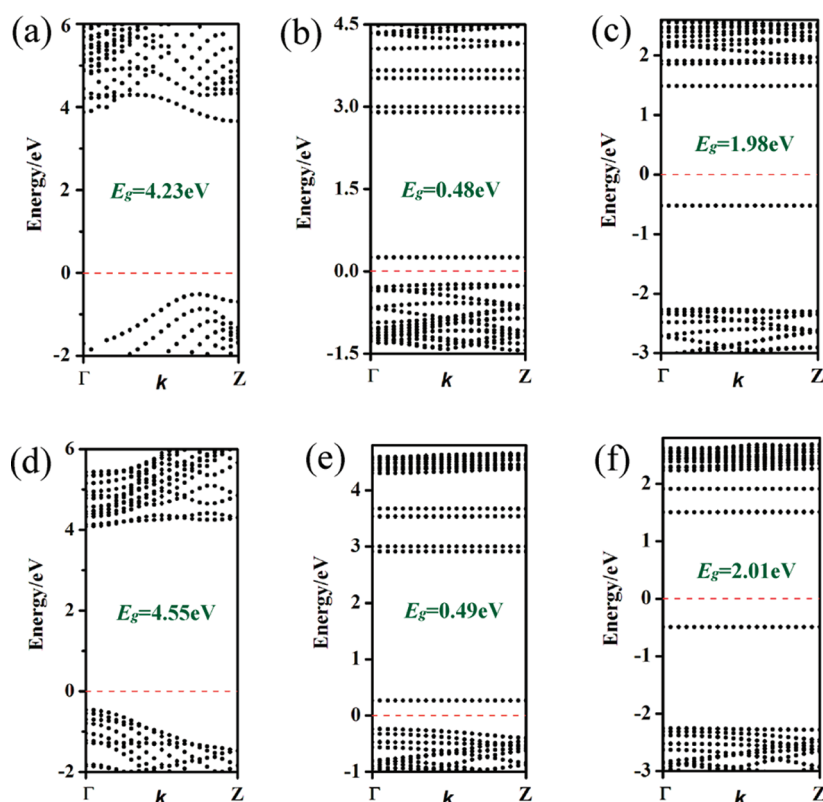 (a)
6
4
2
0
-2
Energy/eV
Eg=4.23eV
Γ k Z
(b)
4.5
3.0
1.5
0.0
-1.5
Energy/eV
Eg=0.48eV
Γ k Z
(c)
2
1
0
-1
-2
-3
Energy/eV
Eg=1.98eV
Γ k Z
(d)
6
4
2
0
-2
Energy/eV
Eg=4.55eV
Γ k Z
(e)
4
3
2
1
0
-1
Energy/eV
Eg=0.49eV
Γ k Z
(f)
2
1
0
-1
-2
-3
Energy/eV
Eg=2.01eV
Γ k Z